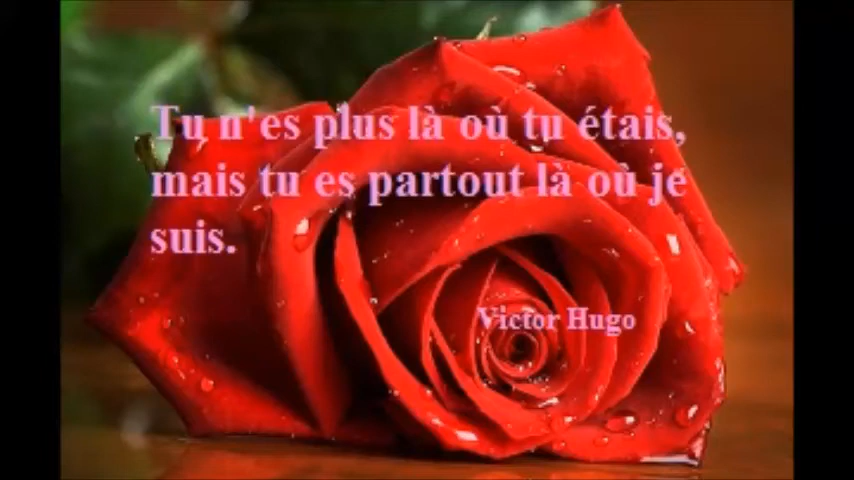 Tu n'es plus là où tu étais,
mais tu es partout là où je
suis.
Victor Hugo